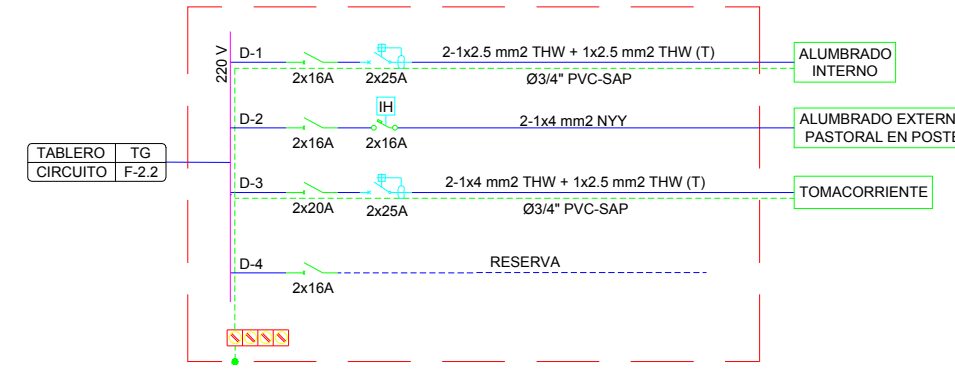 220 V
D-1
2x16A
2x25A
2-1x2.5 mm2 THW + 1x2.5 mm2 THW (T)
Ø3/4" PVC-SAP
ALUMBRADO
INTERNO
D-2
2x16A
IH
2x16A
2-1x4 mm2 NYY
ALUMBRADO EXTERN
PASTORAL EN POSTE
TABLERO TG
CIRCUITO F-2.2
D-3
2x20A
2x25A
2-1x4 mm2 THW + 1x2.5 mm2 THW (T)
Ø3/4" PVC-SAP
TOMACORRIENTE
D-4
2x16A
RESERVA